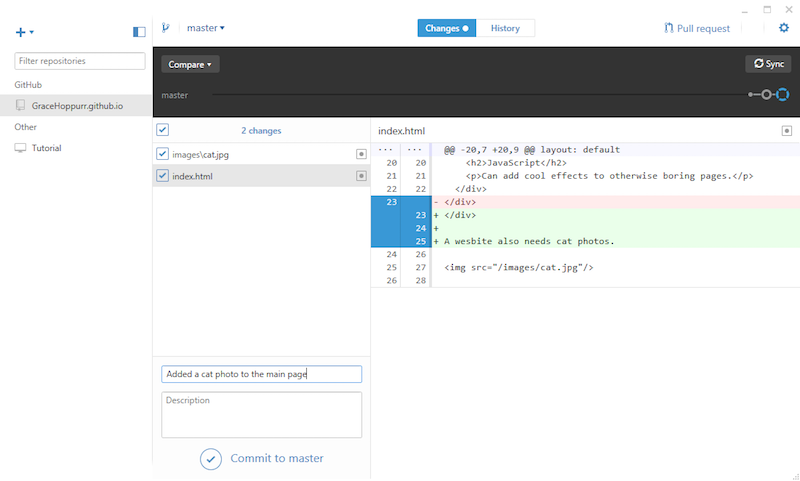 master
Changes
History
Pull request
Filter repositories
GitHub
GraceHoppurr.github.io
Other
Tutorial
Compare
Sync
master
2 changes
images\cat.jpg
index.html
Added a cat photo to the main page
Description
Commit to master
index.html
... ... @@ -20,7 +20,9 @@ layout: default
20 20 <h2>JavaScript</h2>
21 21 <p>Can add cool effects to otherwise boring pages.</p>
22 22 </div>
23 - </div>
23 + </div>
24 +
25 + A wesbite also needs cat photos.
24 26
25 27 <img src="/images/cat.jpg"/>
26 28